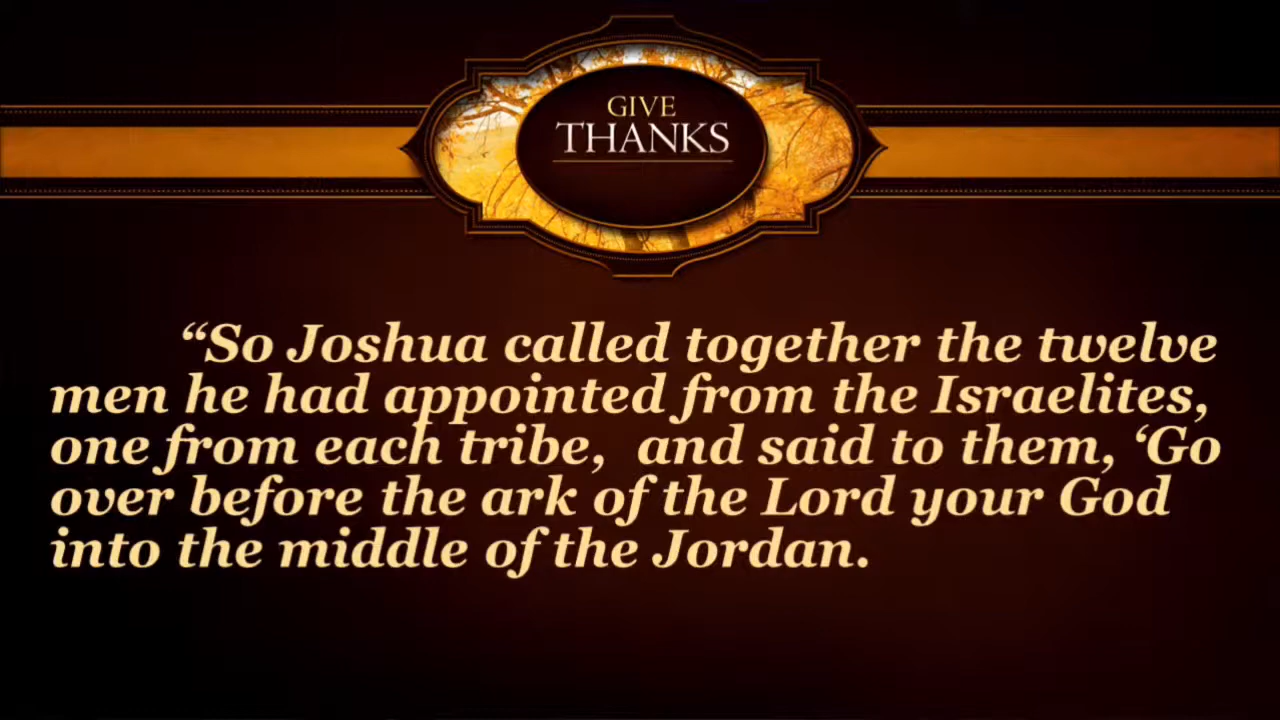 GIVE
THANKS
“So Joshua called together the twelve
men he had appointed from the Israelites,
one from each tribe,  and said to them, ‘Go
over before the ark of the Lord your God
into the middle of the Jordan.